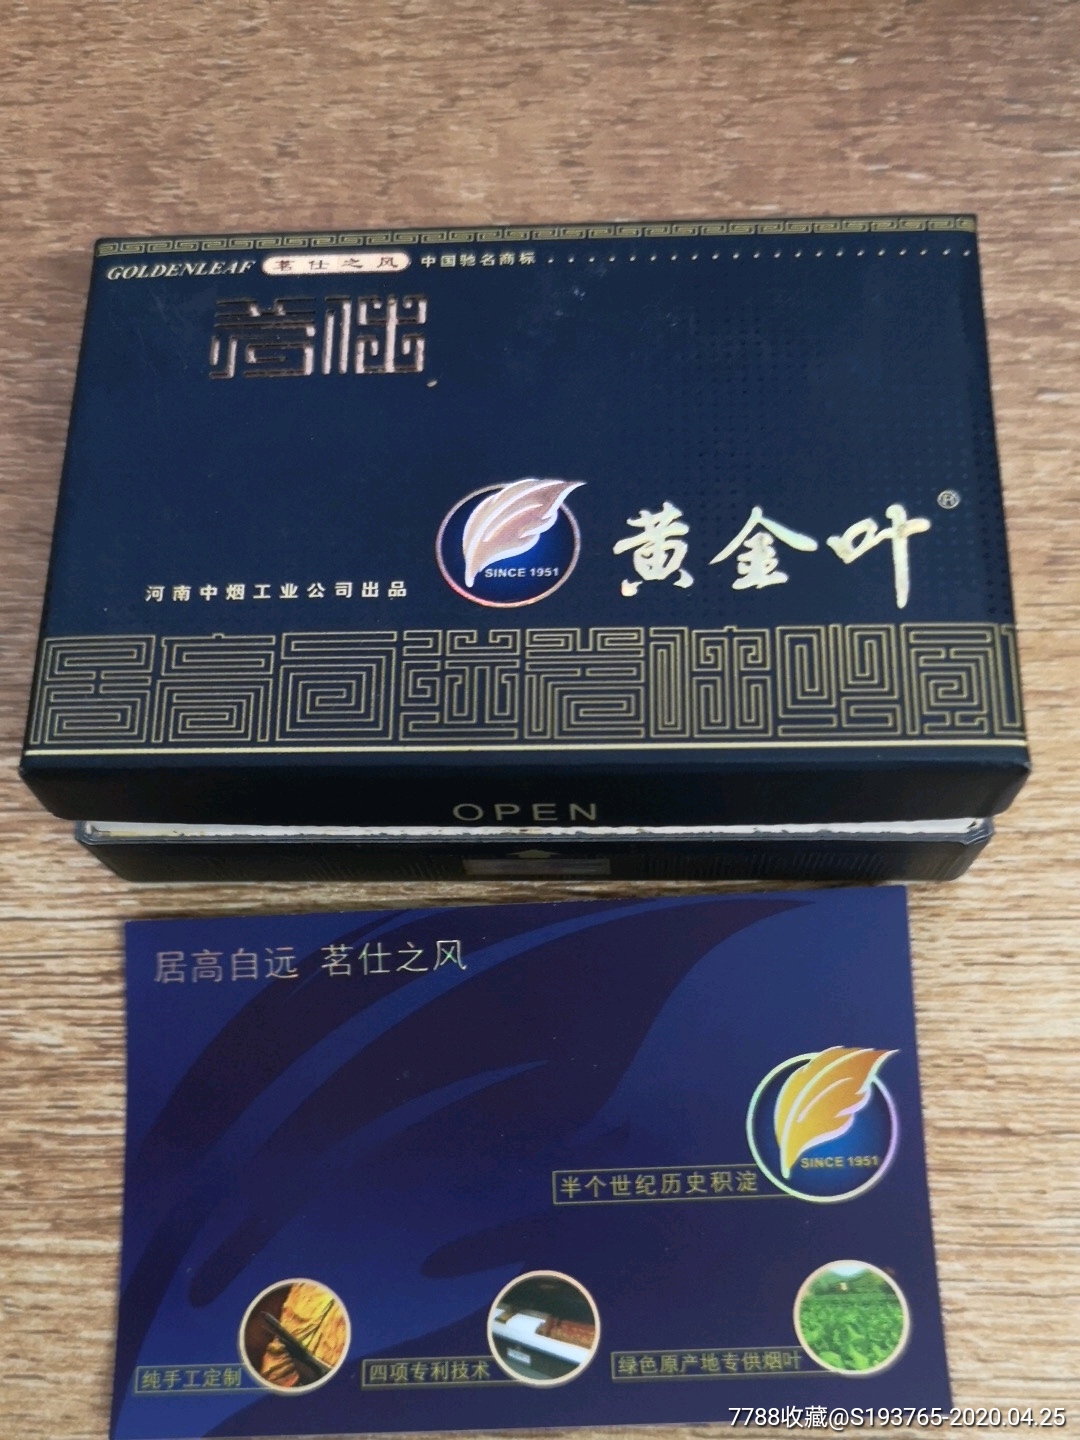 GOLDENLEAF 茗仕之风 中国驰名商标
茗仕
SINCE 1951
黄金叶®
河南中烟工业公司出品
居高自远茗仕之风
OPEN
居高自远 茗仕之风
SINCE 1951
半个世纪历史积淀
纯手工定制
四项专利技术
绿色原产地专供烟叶
7788收藏@S193765-2020.04.25